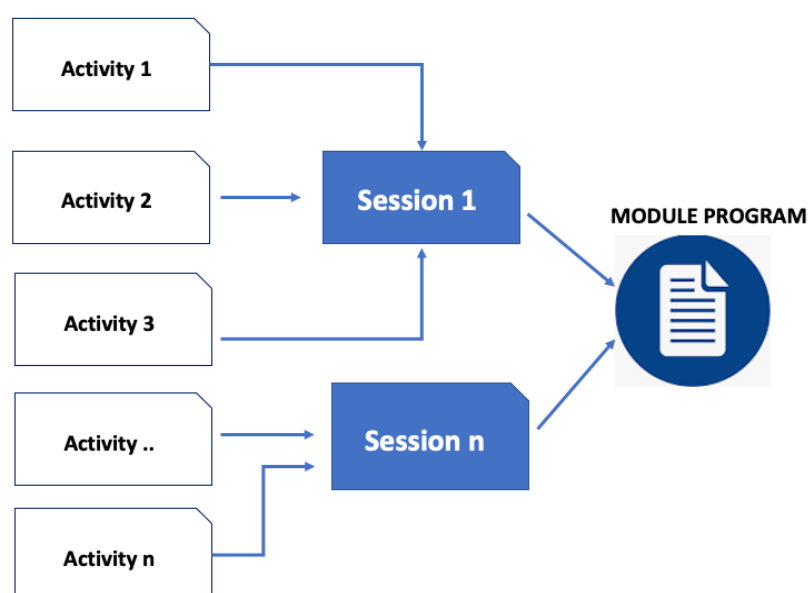 Activity 1
Activity 2
Session 1
MODULE PROGRAM
Activity 3
Activity ..
Session n
Activity n